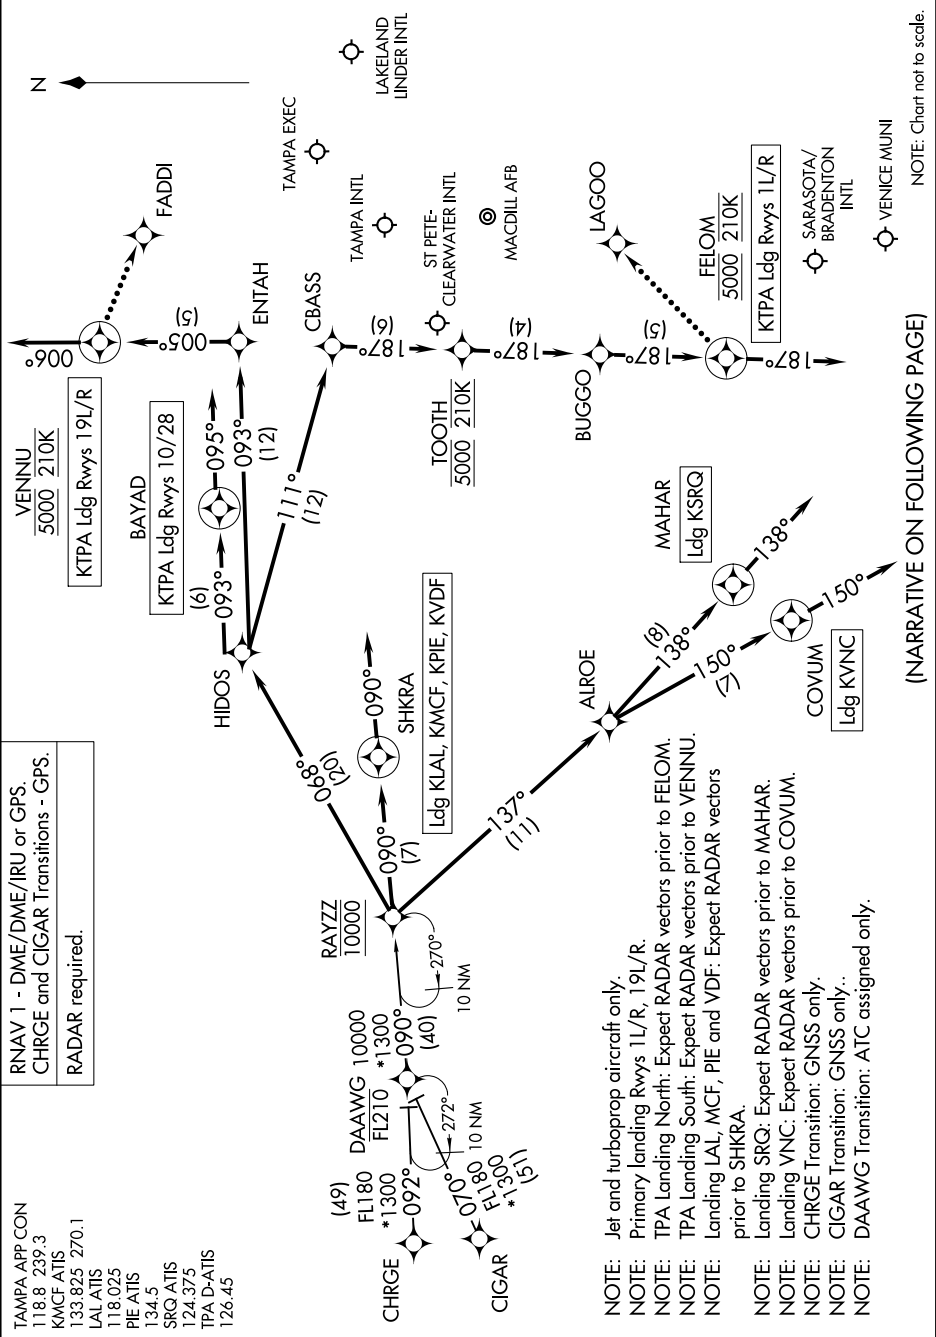 TAMPA APP CON
118.8 239.3
KMCF ATIS
133.825 270.1
LAL ATIS
118.025
PIE ATIS
134.5
SRQ ATIS
124.375
TPA D-ATIS
126.45
RNAV 1 - DME/DME/IRU or GPS.
CHRGE and CIGAR Transitions - GPS.
RADAR required.
N
VENNU
5000 210K
KTPA Ldg Rwys 19L/R
006°
FADDI
(5)
005°
ENTAH
BAYAD
KTPA Ldg Rwys 10/28
095°
(6)
093°
093°
(12)
HIDOS
111°
(12)
CBASS
TAMPA EXEC
LAKELAND
LINDER INTL
TAMPA INTL
187°
(6)
ST PETE-
CLEARWATER INTL
MACDILL AFB
TOOTH
5000 210K
187°
(4)
BUGGO
187°
(5)
LAGOO
FELOM
5000 210K
KTPA Ldg Rwys 1L/R
187°
SARASOTA/
BRADENTON
INTL
VENICE MUNI
068°
(20)
SHKRA
090°
Ldg KLAL, KMCF, KPIE, KVDF
090°
(7)
RAYZZ
10000
270°
10 NM
137°
(11)
ALROE
(8)
138°
MAHAR
Ldg KSRQ
138°
150°
(7)
COVUM
Ldg KVNC
150°
DAAWG
FL210
10000
*1300
090°
(40)
272°
10 NM
(49)
FL180
*1300
092°
CHRGE
070°
FL180
*1300
(51)
CIGAR
NOTE: Jet and turboprop aircraft only.
NOTE: Primary landing Rwys 1L/R, 19L/R.
NOTE: TPA Landing North: Expect RADAR vectors prior to FELOM.
NOTE: TPA Landing South: Expect RADAR vectors prior to VENNU.
NOTE: Landing LAL, MCF, PIE and VDF: Expect RADAR vectors
prior to SHKRA.
NOTE: Landing SRQ: Expect RADAR vectors prior to MAHAR.
NOTE: Landing VNC: Expect RADAR vectors prior to COVUM.
NOTE: CHRGE Transition: GNSS only.
NOTE: CIGAR Transition: GNSS only..
NOTE: DAAWG Transition: ATC assigned only.
(NARRATIVE ON FOLLOWING PAGE)
NOTE: Chart not to scale.